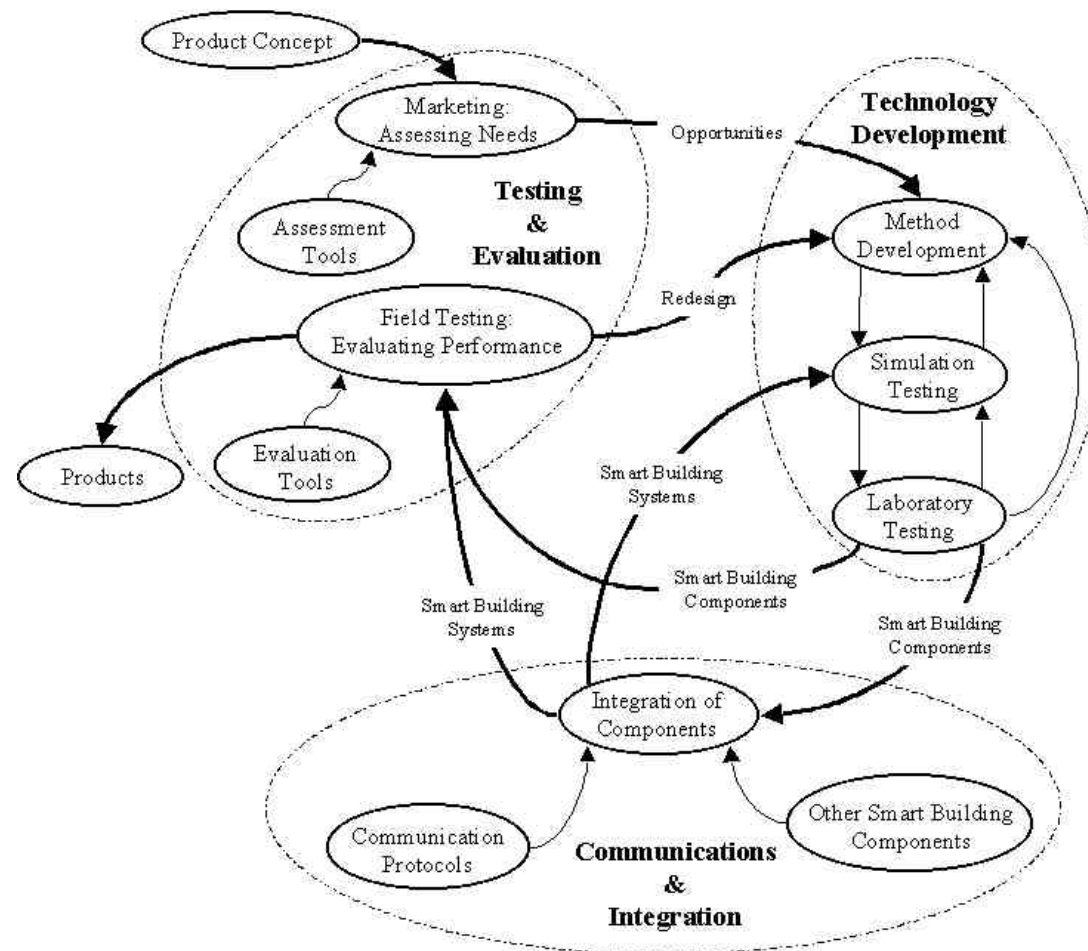 Product Concept
Marketing:
Assessing Needs
Opportunities
Technology
Development
Testing
&
Evaluation
Assessment
Tools
Method
Development
Redesign
Field Testing:
Evaluating Performance
Simulation
Testing
Products
Evaluation
Tools
Smart Building
Systems
Laboratory
Testing
Smart Building
Components
Smart Building
Systems
Smart Building
Components
Integration of
Components
Communication
Protocols
Other Smart Building
Components
Communications
&
Integration